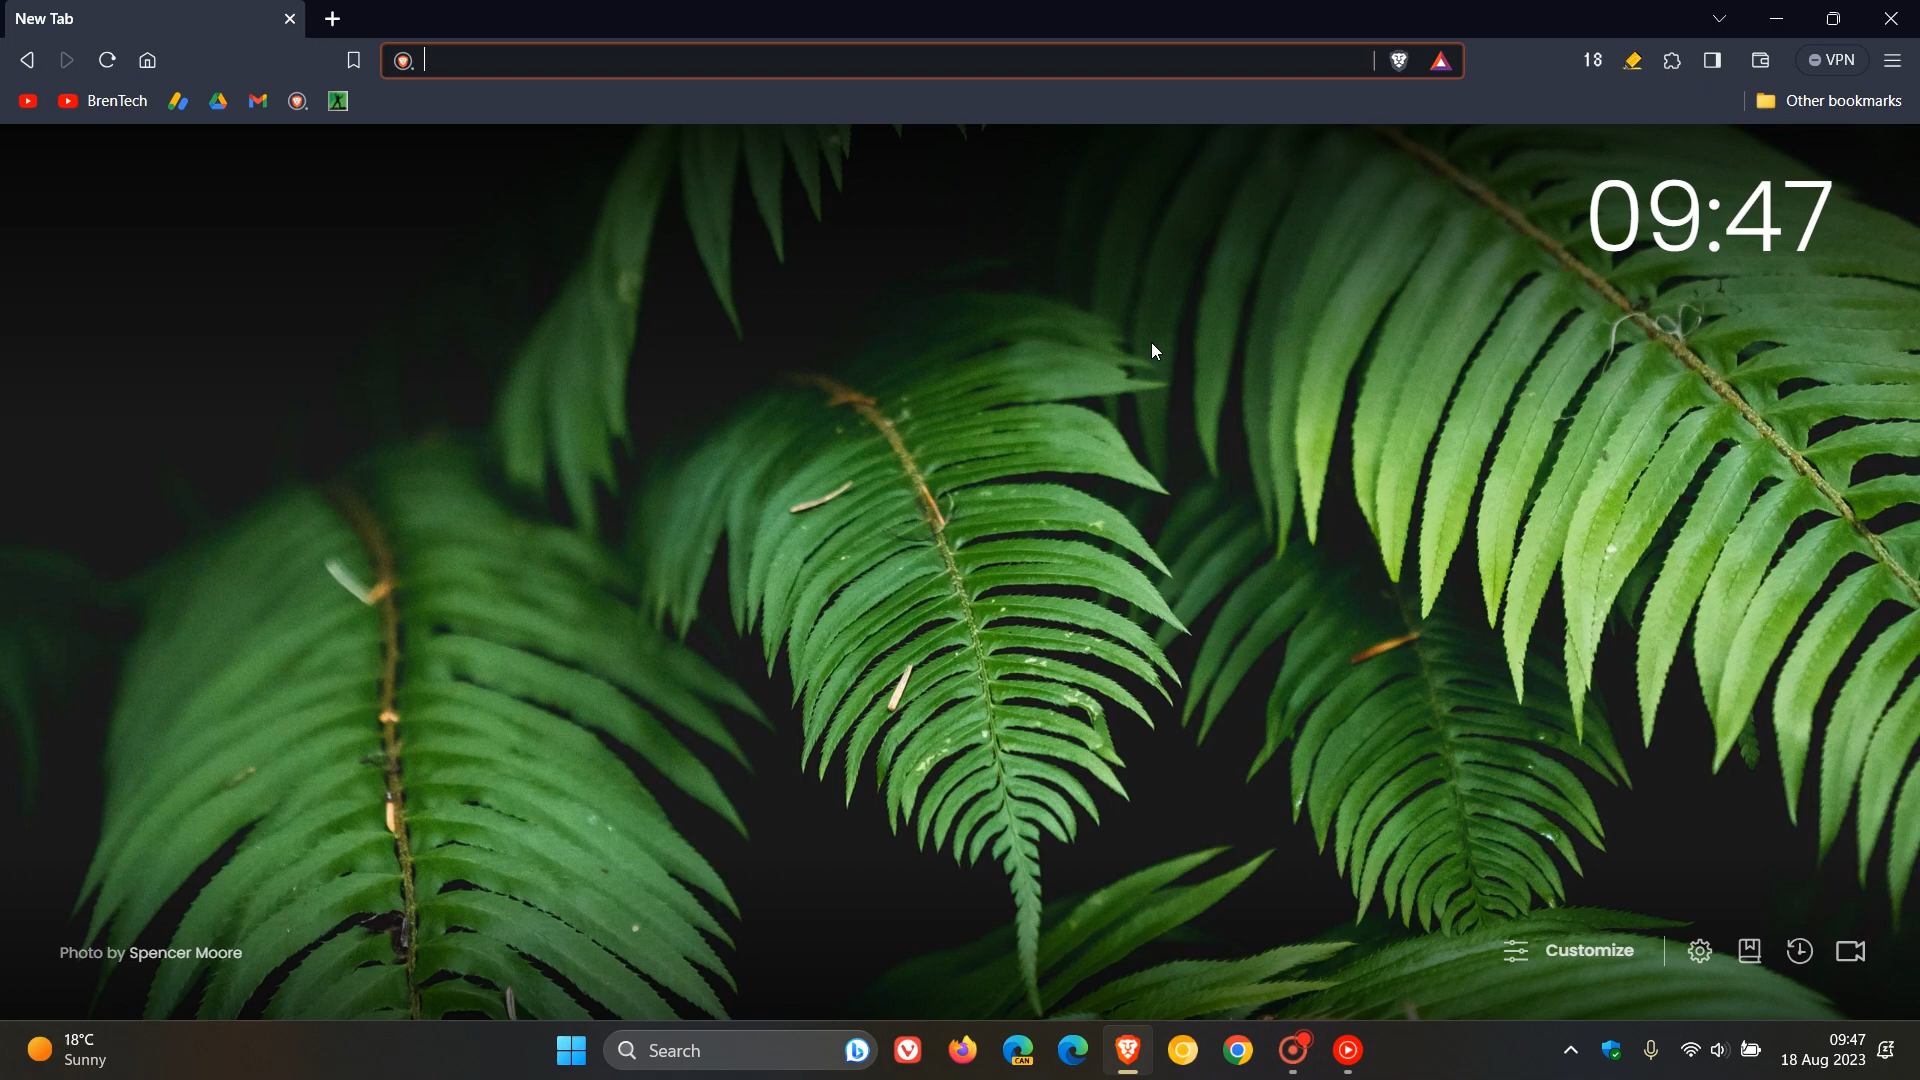 New Tab
18
VPN
BrenTech
Other bookmarks
09:47
Photo by Spencer Moore
Customize
18°C
Sunny
Search
CAN
09:47
18 Aug 2023